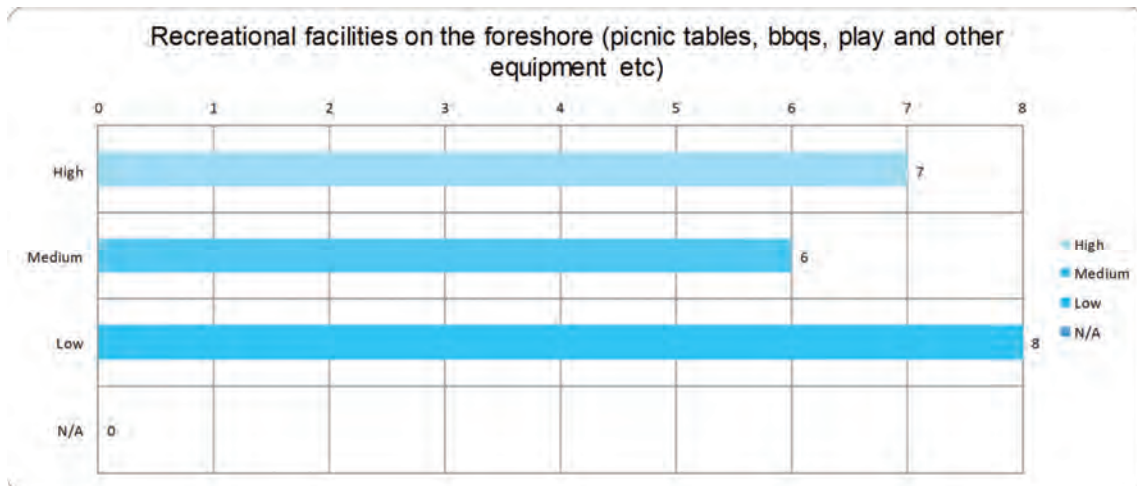 Recreational facilities on the foreshore (picnic tables, bbqs, play and other
equipment etc)
0 1 2 3 4 5 6 7 8
High 7
Medium 6
Low 8
N/A 0
High
Medium
Low
N/A